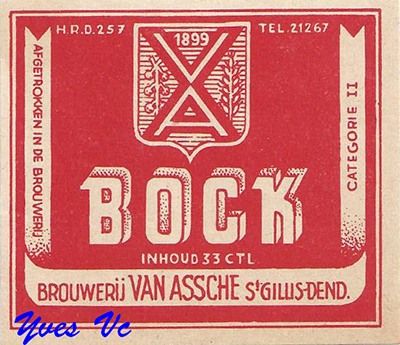 H.R.D.257 TEL.21267
1899
VA
AFGETROKKEN IN DE BROUWERIJ
CATEGORIE II
BOCK
INHOUD 33 CTL
BROUWERIJ VAN ASSCHE St GILLIS-DEND.
Yves Vc